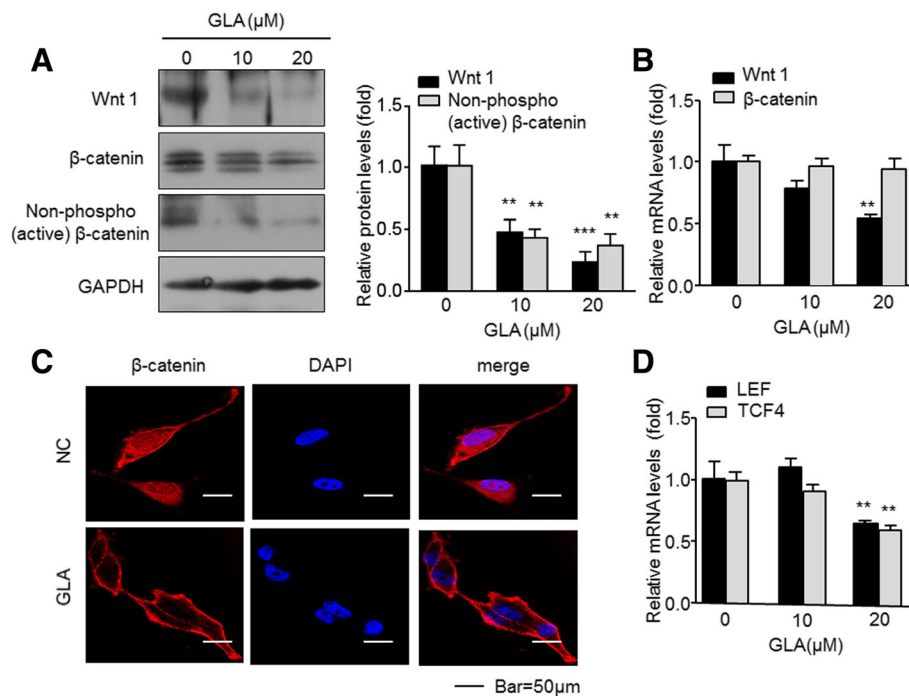 A
GLA (μM)
0 10 20
Wnt 1
β-catenin
Non-phospho
(active) β-catenin
GAPDH
Wnt 1
Non-phospho
(active) β-catenin
Relative protein levels (fold)
1.5
1.0
0.5
0.0
** ** *** **
0 10 20
GLA (μM)
B
Wnt 1
β-catenin
Relative mRNA levels (fold)
1.5
1.0
0.5
0.0
**
0 10 20
GLA(μM)
C
β-catenin DAPI merge
NC
GLA
Bar=50μm
D
LEF
TCF4
Relative mRNA levels (fold)
1.5
1.0
0.5
0.0
** **
0 10 20
GLA(μM)